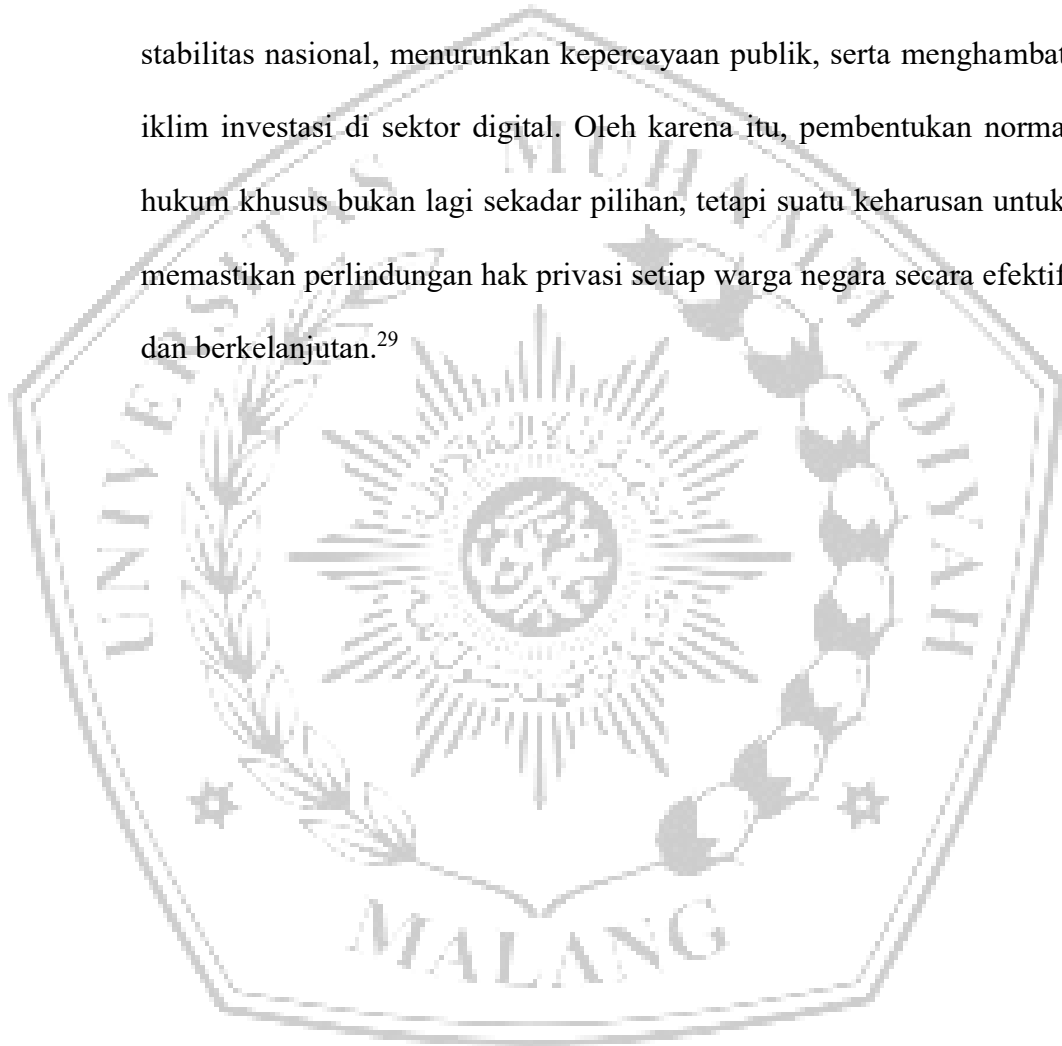 stabilitas nasional, menurunkan kepercayaan publik, serta menghambat
iklim investasi di sektor digital. Oleh karena itu, pembentukan norma
hukum khusus bukan lagi sekadar pilihan, tetapi suatu keharusan untuk
memastikan perlindungan hak privasi setiap warga negara secara efektif
dan berkelanjutan.29
UNIVERSITAS MUHAMMADIYAH
MALANG